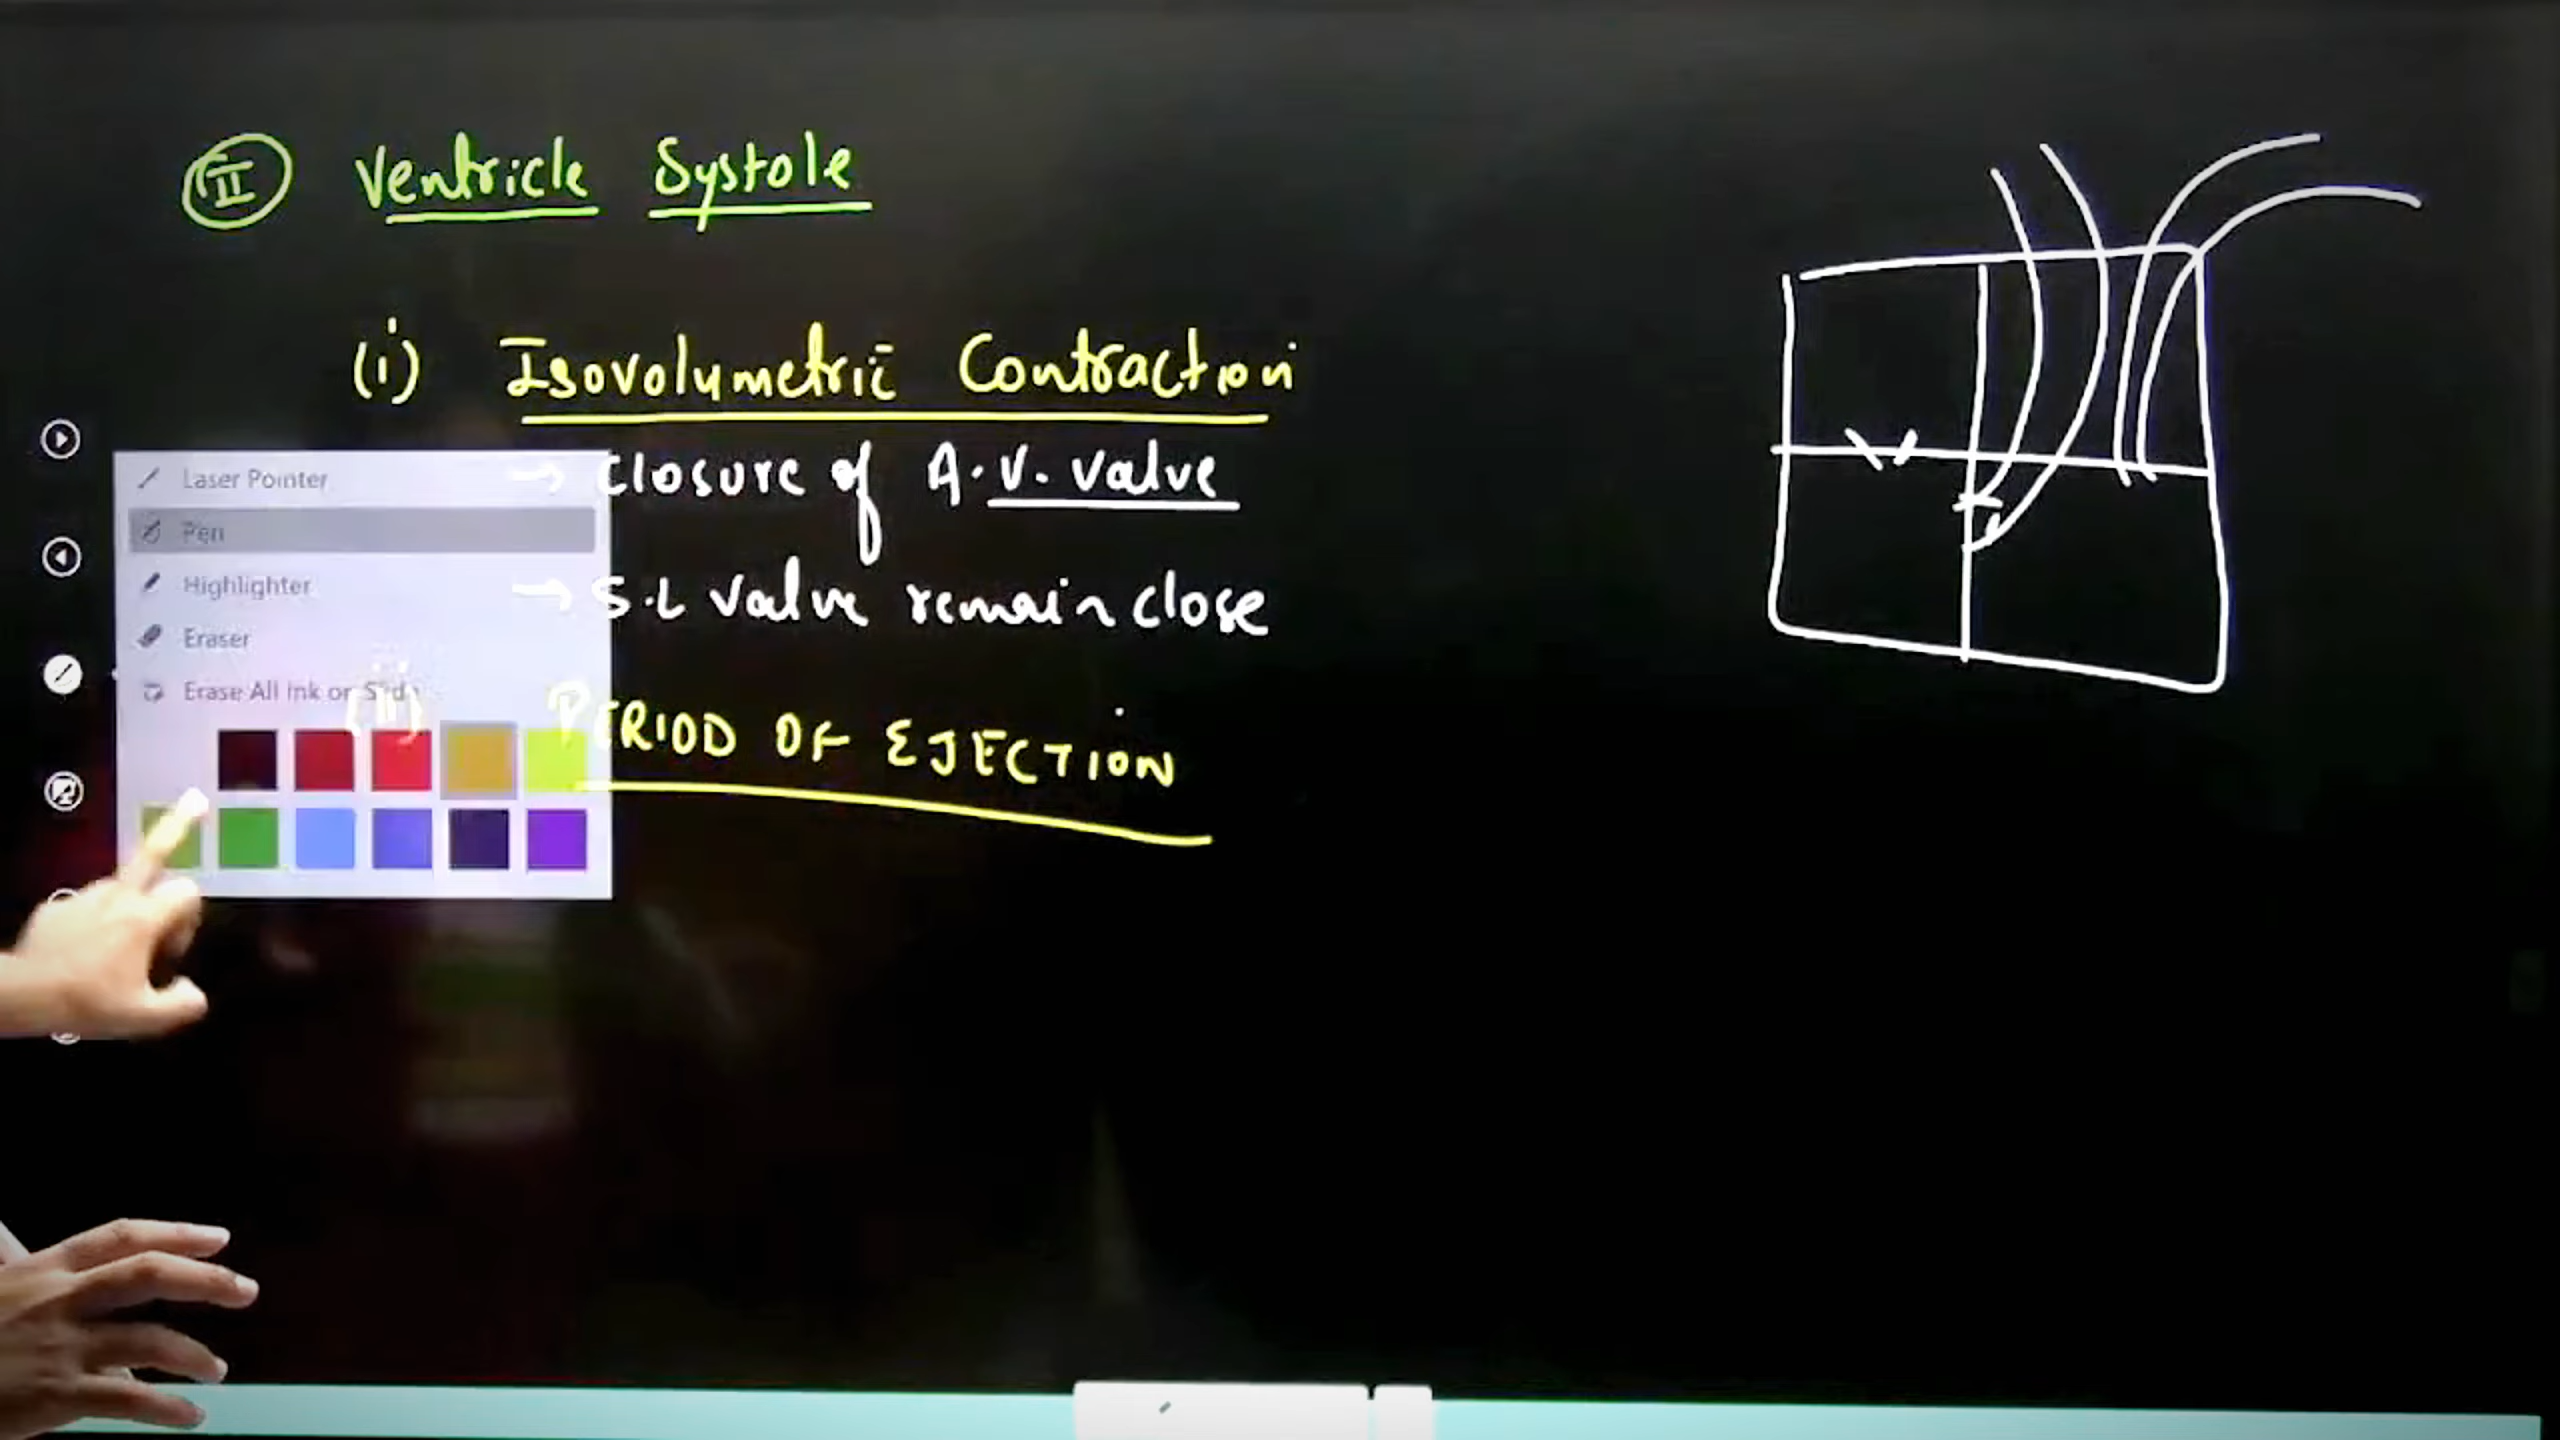 II Ventricle Systole
(i) Isovolumetric Contraction
Laser Pointer
→ closure of A.V. valve
Pen
Highlighter
→ S.L valve remain close
Eraser
Erase All Ink on Slide
(ii) PERIOD OF EJECTION